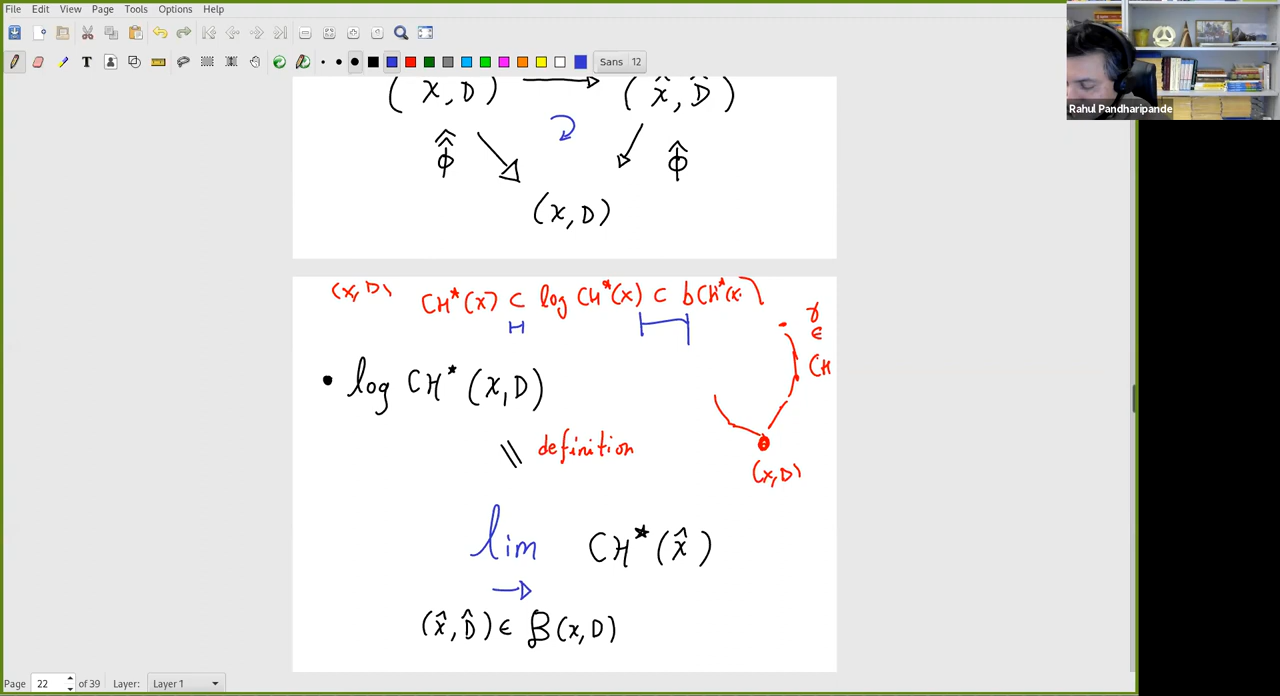 File Edit View Page Tools Options Help
Sans 12
Rahul Pandharipande
(X, D) → (X̂̂, D̂̂)
Φ̂̂ Φ̂
(X, D)
(X, D) CH*(X) ⊂ log CH*(X) ⊂ bCH*(X)
γ
∈
CH
• log CH* (X, D)
|| definition
(X, D)
lim CH*(X̂)
→
(X̂, D̂) ∈ B(X, D)
Page 22 of 39 Layer: Layer 1